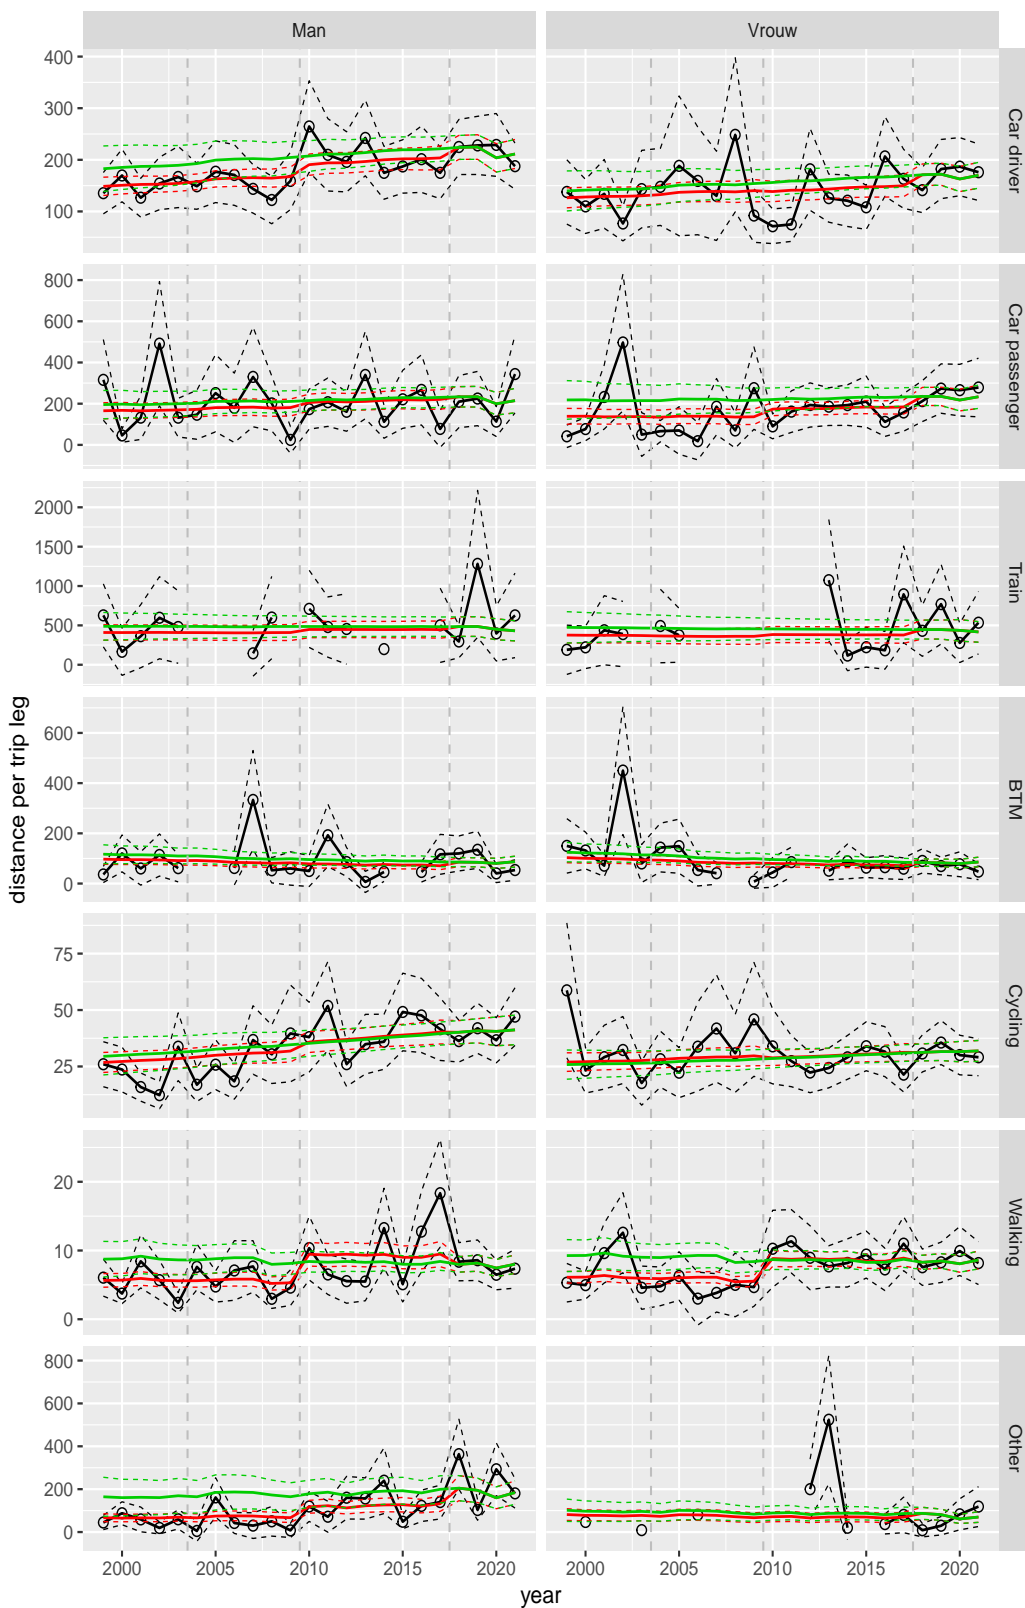 Man Vrouw
400
300
200
100
Car driver
800
600
400
200
0
Car passenger
2000
1500
1000
500
0
Train
600
400
200
0
BTM
75
50
25
Cycling
20
10
0
Walking
800
600
400
200
0
Other
2000 2005 2010 2015 2020 2000 2005 2010 2015 2020
year
distance per trip leg